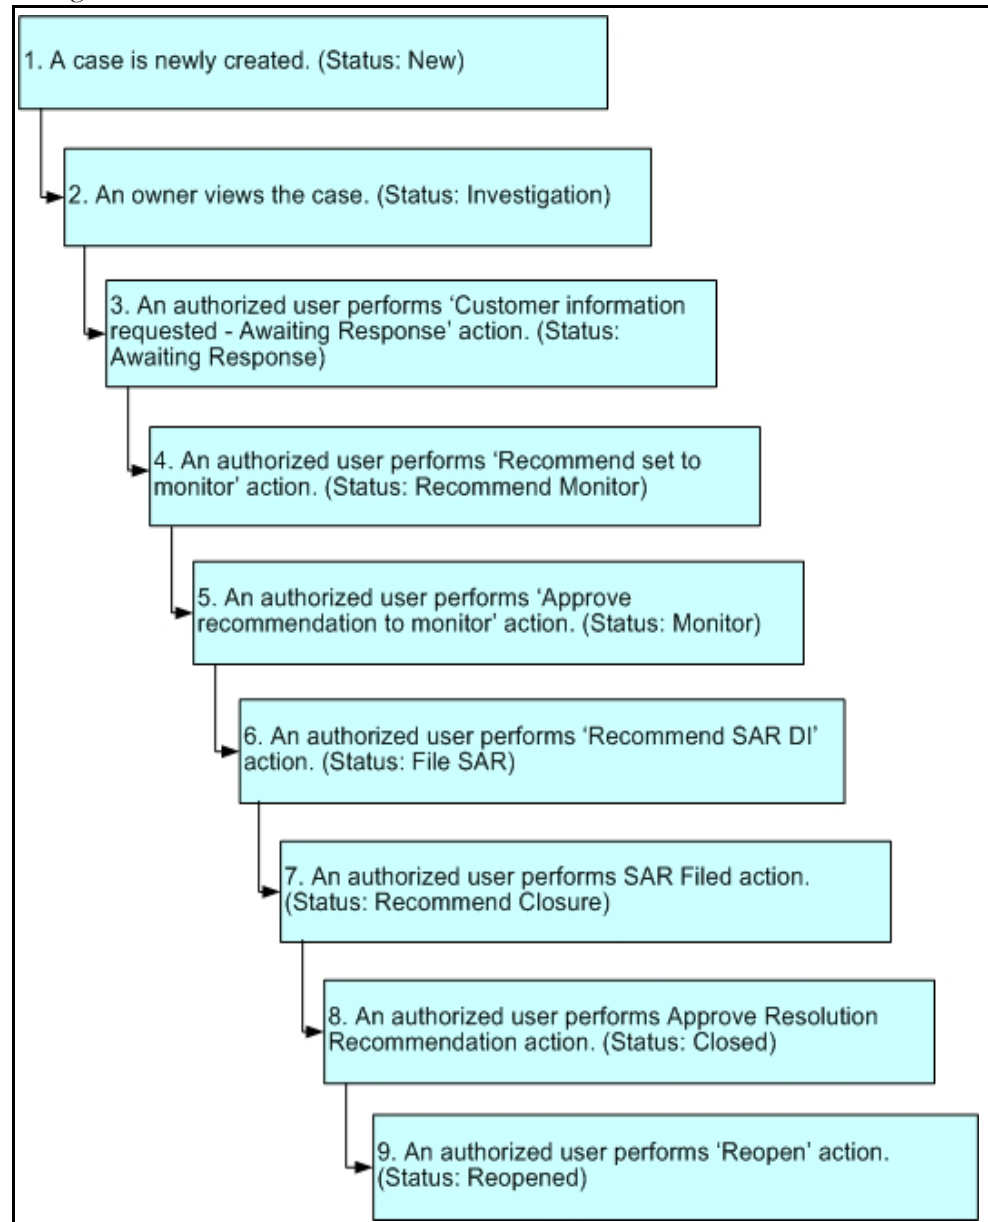 1. A case is newly created. (Status: New)
2. An owner views the case. (Status: Investigation)
3. An authorized user performs ‘Customer information
requested - Awaiting Response’ action. (Status:
Awaiting Response)
4. An authorized user performs ‘Recommend set to
monitor’ action. (Status: Recommend Monitor)
5. An authorized user performs ‘Approve
recommendation to monitor’ action. (Status: Monitor)
6. An authorized user performs ‘Recommend SAR DI’
action. (Status: File SAR)
7. An authorized user performs SAR Filed action.
(Status: Recommend Closure)
8. An authorized user performs Approve Resolution
Recommendation action. (Status: Closed)
9. An authorized user performs ‘Reopen’ action.
(Status: Reopened)